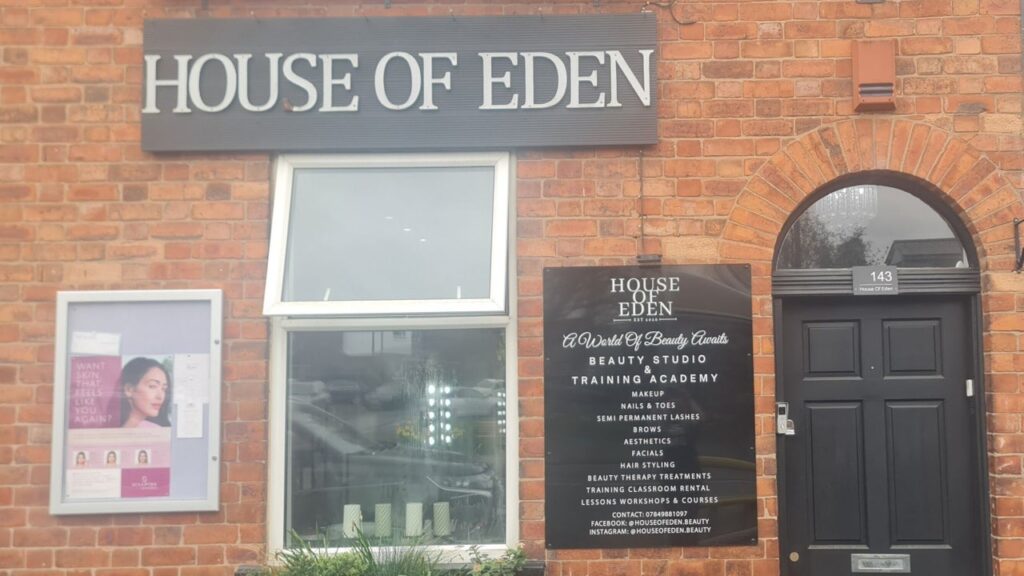 HOUSE OF EDEN
143
House Of Eden
HOUSE
OF
EDEN
A World Of Beauty Awaits
BEAUTY STUDIO
&
TRAINING ACADEMY
MAKEUP
NAILS & TOES
SEMI PERMANENT LASHES
BROWS
AESTHETICS
FACIALS
HAIR STYLING
BEAUTY THERAPY TREATMENTS
TRAINING CLASSROOM RENTAL
LESSONS WORKSHOPS & COURSES
CONTACT: 07849881097
FACEBOOK: @HOUSEOFEDEN.BEAUTY
INSTAGRAM: @HOUSEOFEDEN.BEAUTY
WANT
SKIN
THAT
FEELS
LIKE
YOU
AGAIN?